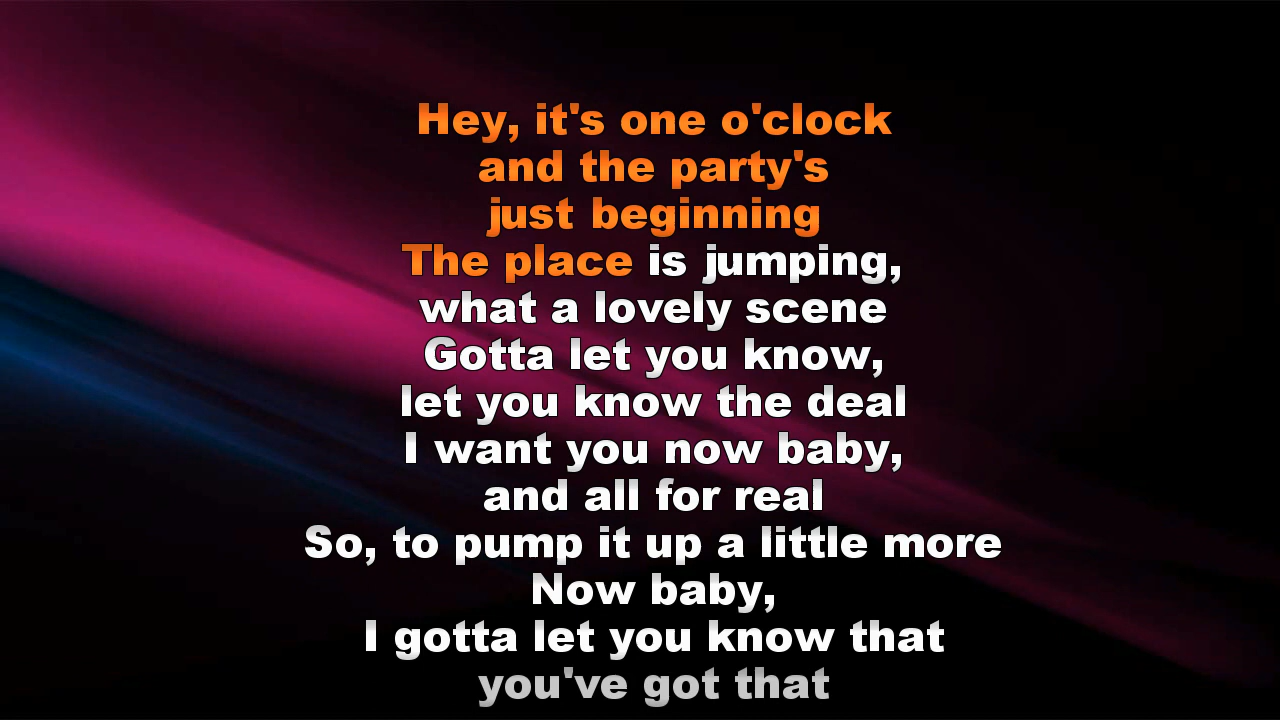 Hey, it's one o'clock
and the party's
just beginning
The place is jumping,
what a lovely scene
Gotta let you know,
let you know the deal
I want you now baby,
and all for real
So, to pump it up a little more
Now baby,
I gotta let you know that
you've got that